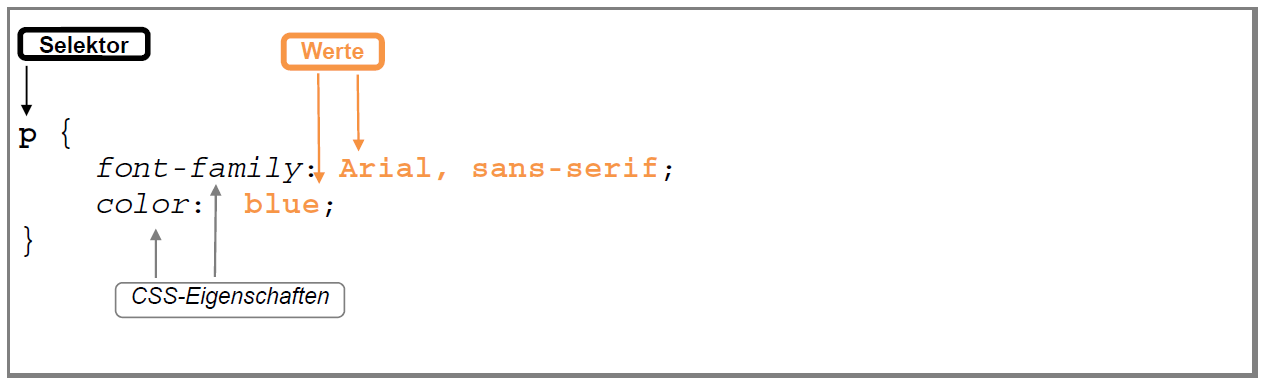 Selektor
Werte
p {
font-family: Arial, sans-serif;
color: blue;
}
CSS-Eigenschaften